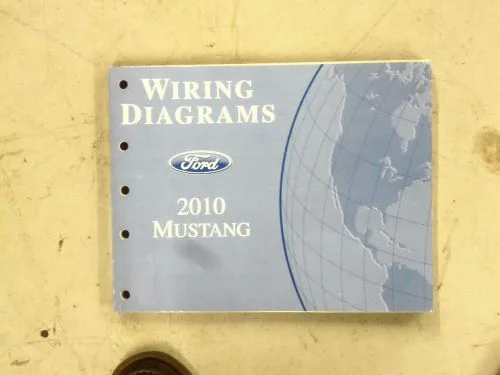 WIRING
DIAGRAMS
Ford
2010
MUSTANG